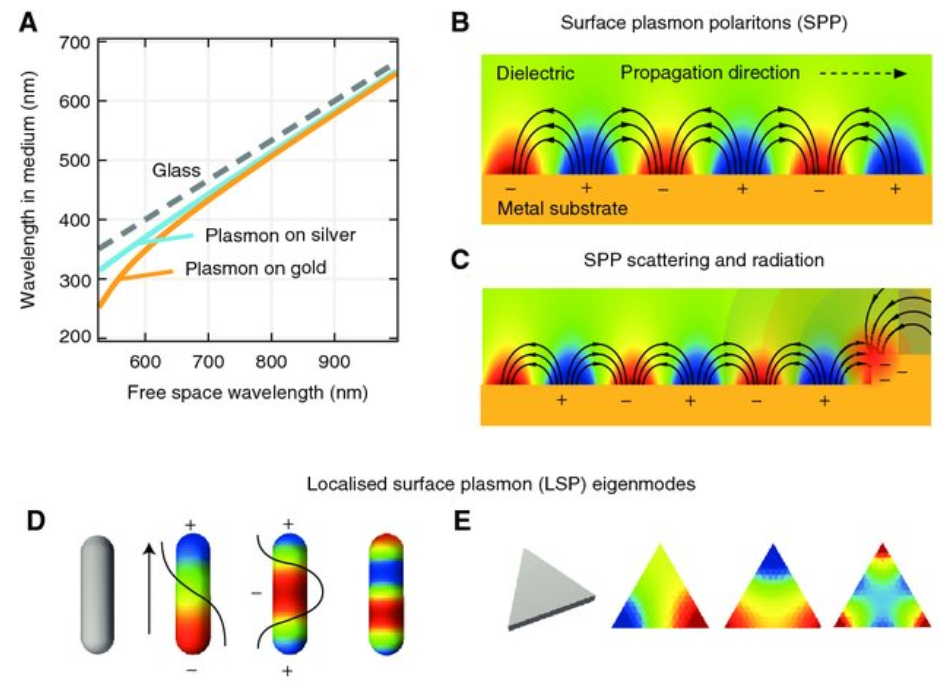 A
700
600
500
400
300
200
Wavelength in medium (nm)
Glass
Plasmon on silver
Plasmon on gold
600 700 800 900
Free space wavelength (nm)
B
Surface plasmon polaritons (SPP)
Dielectric Propagation direction
− + − + − +
Metal substrate
C
SPP scattering and radiation
+ − + − + − − −
Localised surface plasmon (LSP) eigenmodes
D
+ +
−
− +
E